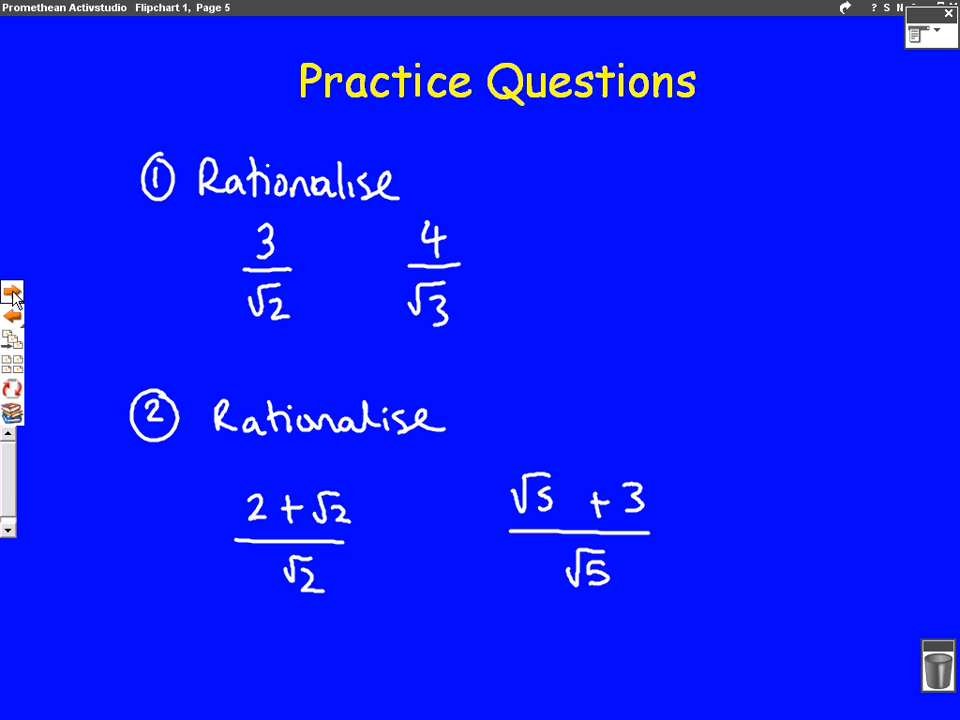 Promethean Activstudio Flipchart 1, Page 5
? S N
Practice Questions
① Rationalise
3/√2 4/√3
② Rationalise
2 + √2/√2 √5 + 3/√5